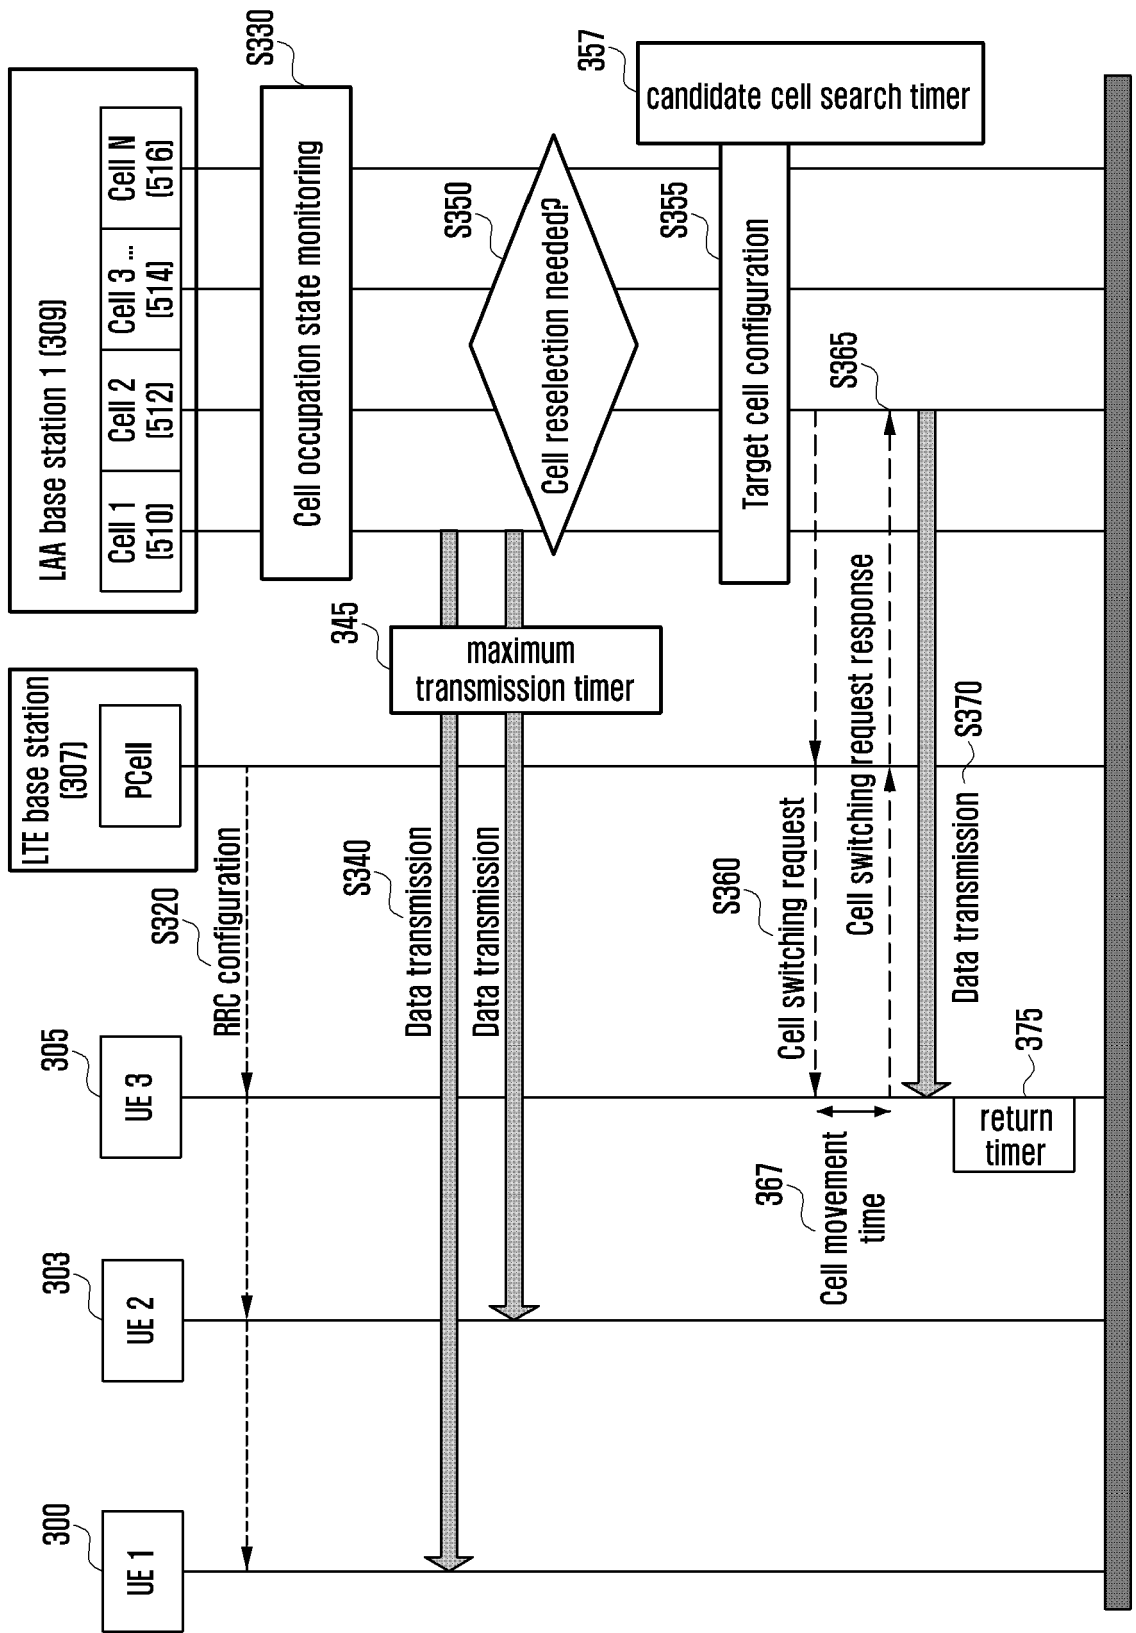 300
UE 1
303
UE 2
305
UE 3
LTE base station
(307)
PCell
LAA base station 1 (309)
Cell 1
(510)
Cell 2
(512)
Cell 3 ...
(514)
Cell N
(516)
S320
RRC configuration
S330
Cell occupation state monitoring
S340
Data transmission
Data transmission
345
maximum
transmission timer
S350
Cell reselection needed?
357
candidate cell search timer
S355
Target cell configuration
S360
Cell switching request
S365
Cell switching request response
367
Cell movement
time
Data transmission
S370
375
return
timer